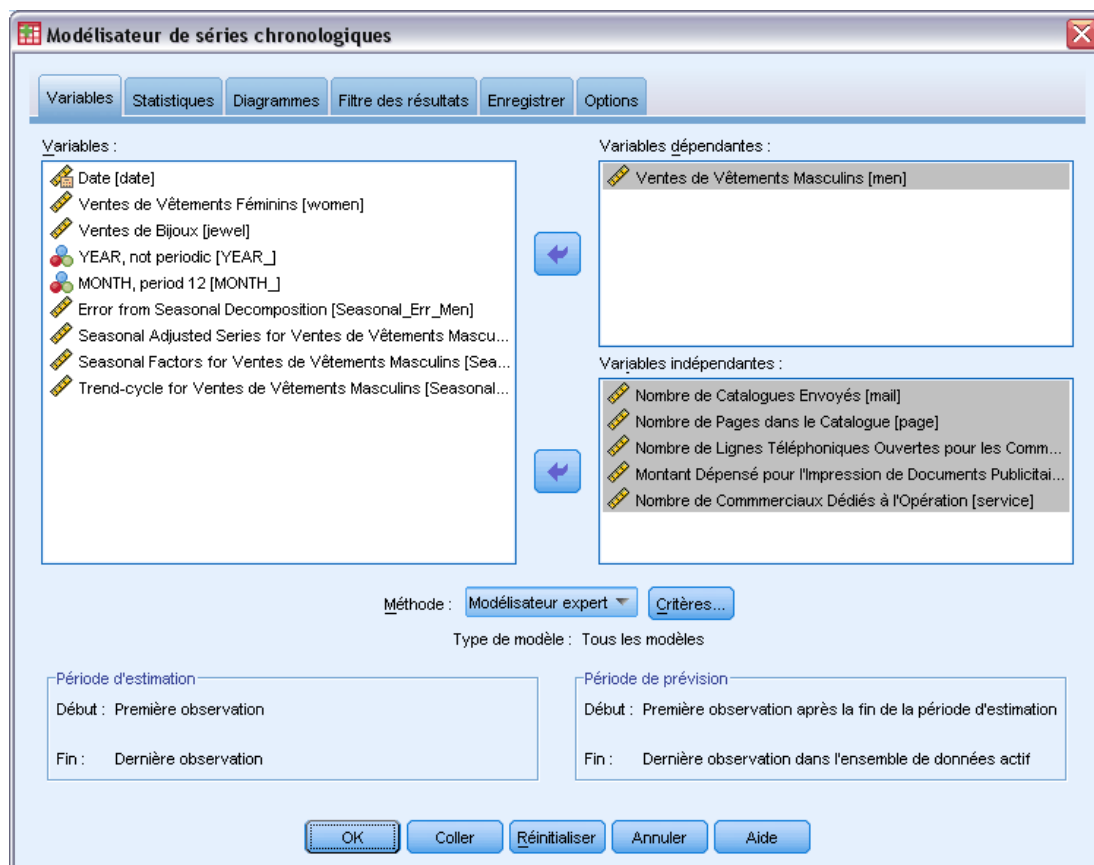 Modélisateur de séries chronologiques
Variables Statistiques Diagrammes Filtre des résultats Enregistrer Options
Variables :
Date [date]
Ventes de Vêtements Féminins [women]
Ventes de Bijoux [jewel]
YEAR, not periodic [YEAR_]
MONTH, period 12 [MONTH_]
Error from Seasonal Decomposition [Seasonal_Err_Men]
Seasonal Adjusted Series for Ventes de Vêtements Mascu...
Seasonal Factors for Ventes de Vêtements Masculins [Sea...
Trend-cycle for Ventes de Vêtements Masculins [Seasonal...
Variables dépendantes :
Ventes de Vêtements Masculins [men]
Variables indépendantes :
Nombre de Catalogues Envoyés [mail]
Nombre de Pages dans le Catalogue [page]
Nombre de Lignes Téléphoniques Ouvertes pour les Comm...
Montant Dépensé pour l'Impression de Documents Publicitai...
Nombre de Commmerciaux Dédiés à l'Opération [service]
Méthode : Modélisateur expert Critères...
Type de modèle : Tous les modèles
Période d'estimation
Début : Première observation
Fin : Dernière observation
Période de prévision
Début : Première observation après la fin de la période d'estimation
Fin : Dernière observation dans l'ensemble de données actif
OK Coller Réinitialiser Annuler Aide